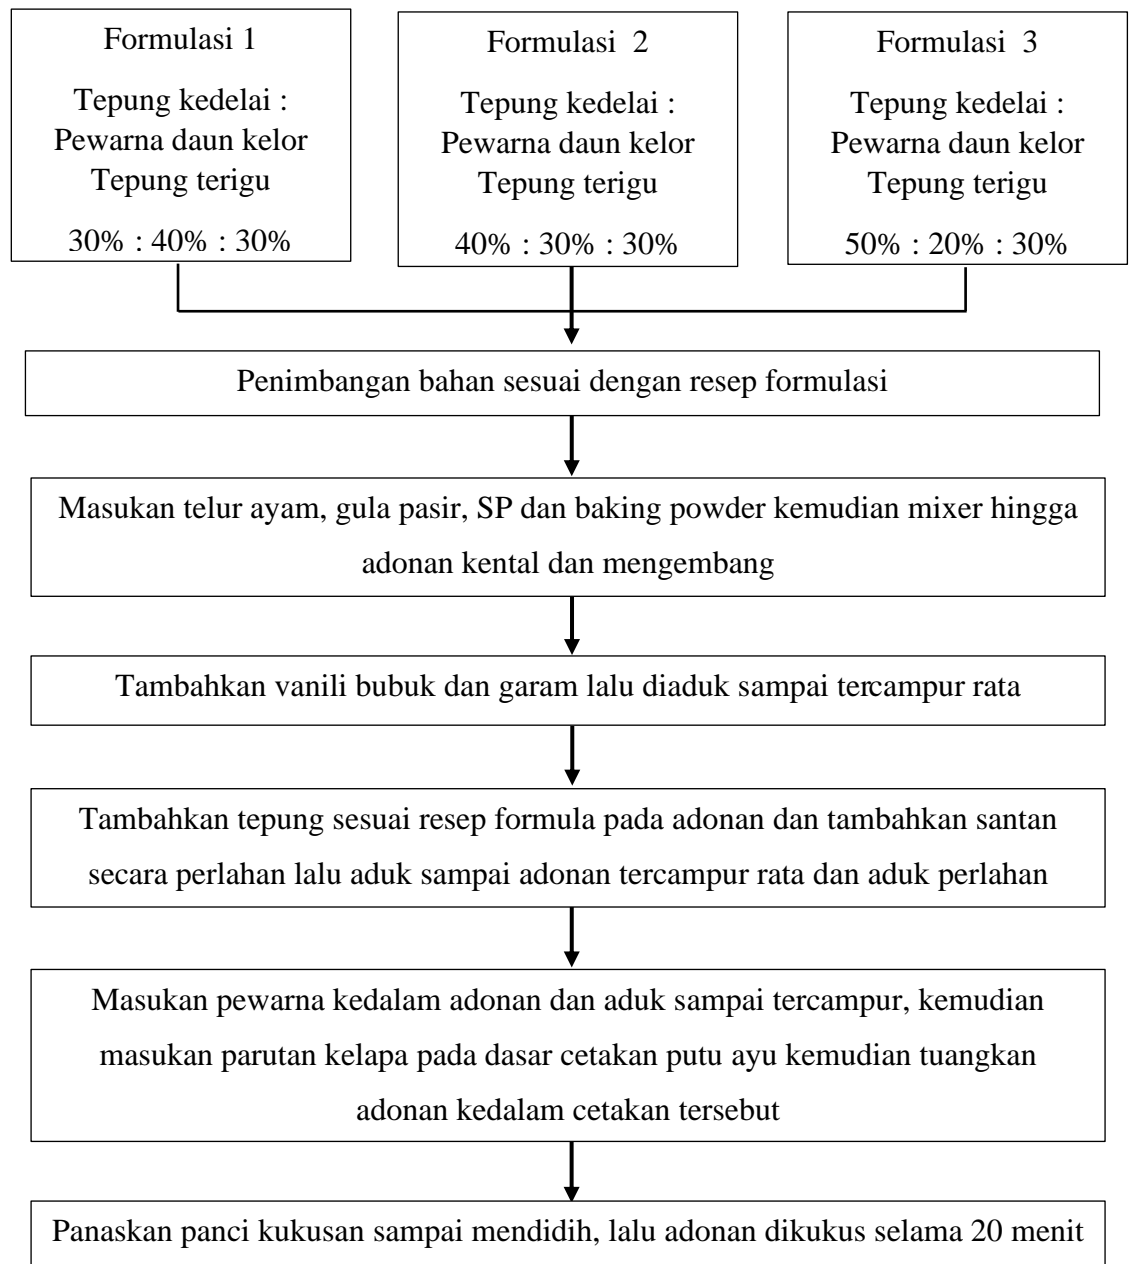 Formulasi 1
Tepung kedelai :
Pewarna daun kelor
Tepung terigu
30% : 40% : 30%
Formulasi  2
Tepung kedelai :
Pewarna daun kelor
Tepung terigu
40% : 30% : 30%
Formulasi  3
Tepung kedelai :
Pewarna daun kelor
Tepung terigu
50% : 20% : 30%
Penimbangan bahan sesuai dengan resep formulasi
Masukan telur ayam, gula pasir, SP dan baking powder kemudian mixer hingga
adonan kental dan mengembang
Tambahkan vanili bubuk dan garam lalu diaduk sampai tercampur rata
Tambahkan tepung sesuai resep formula pada adonan dan tambahkan santan
secara perlahan lalu aduk sampai adonan tercampur rata dan aduk perlahan
Masukan pewarna kedalam adonan dan aduk sampai tercampur, kemudian
masukan parutan kelapa pada dasar cetakan putu ayu kemudian tuangkan
adonan kedalam cetakan tersebut
Panaskan panci kukusan sampai mendidih, lalu adonan dikukus selama 20 menit